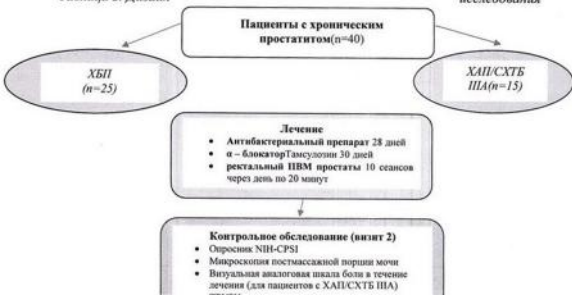 исследования
Пациенты с хроническим
простатитом(n=40)
ХБП
(n=25)
ХАП/СХТБ
IIIA(n=15)
Лечение
• Антибактериальный препарат 28 дней
• α – блокаторТамсулозин 30 дней
• ректальный ПВМ простаты 10 сеансов
через день по 20 минут
Контрольное обследование (визит 2)
• Опросник NIH-CPSI
• Микроскопия постмассажной порции мочи
• Визуальная аналоговая шкала боли в течение
лечения (для пациентов с ХАП/СХТБ IIIA)